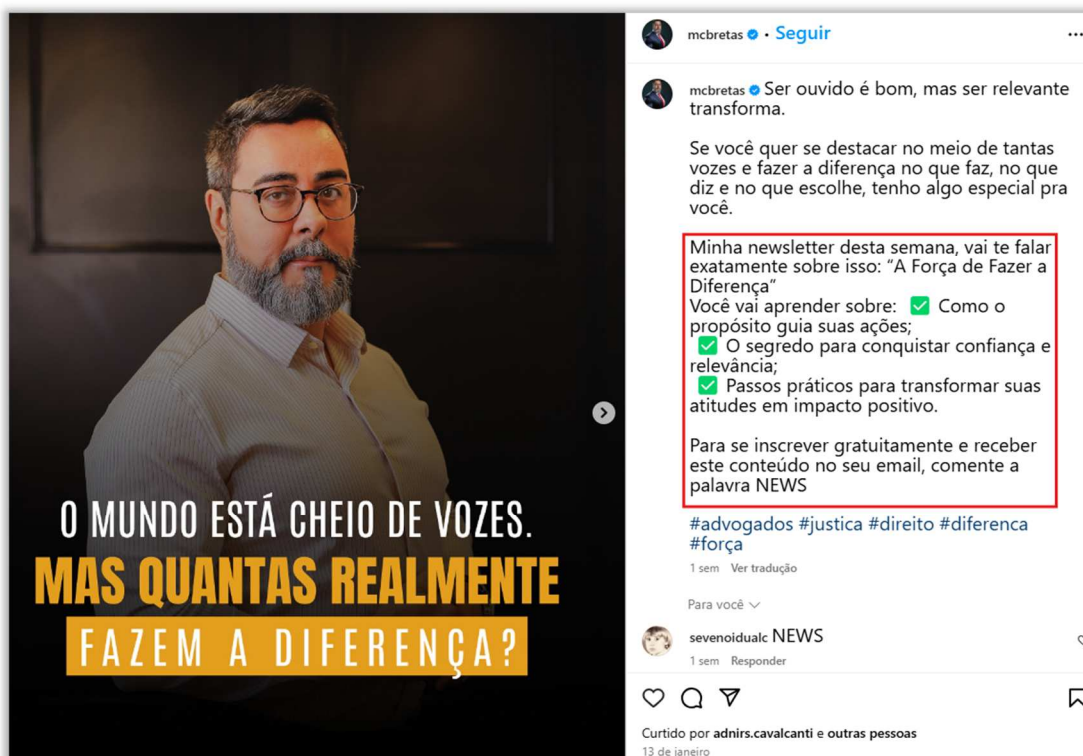 O MUNDO ESTÁ CHEIO DE VOZES.
MAS QUANTAS REALMENTE
FAZEM A DIFERENÇA?
mcbretas • Seguir
mcbretas Ser ouvido é bom, mas ser relevante
transforma.
Se você quer se destacar no meio de tantas
vozes e fazer a diferença no que faz, no que
diz e no que escolhe, tenho algo especial pra
você.
Minha newsletter desta semana, vai te falar
exatamente sobre isso: “A Força de Fazer a
Diferença”
Você vai aprender sobre: ✅ Como o
propósito guia suas ações;
✅ O segredo para conquistar confiança e
relevância;
✅ Passos práticos para transformar suas
atitudes em impacto positivo.
Para se inscrever gratuitamente e receber
este conteúdo no seu email, comente a
palavra NEWS
#advogados #justica #direito #diferenca
#força
1 sem Ver tradução
Para você
sevenoidualc NEWS
1 sem Responder
Curtido por adnirs.cavalcanti e outras pessoas
13 de janeiro